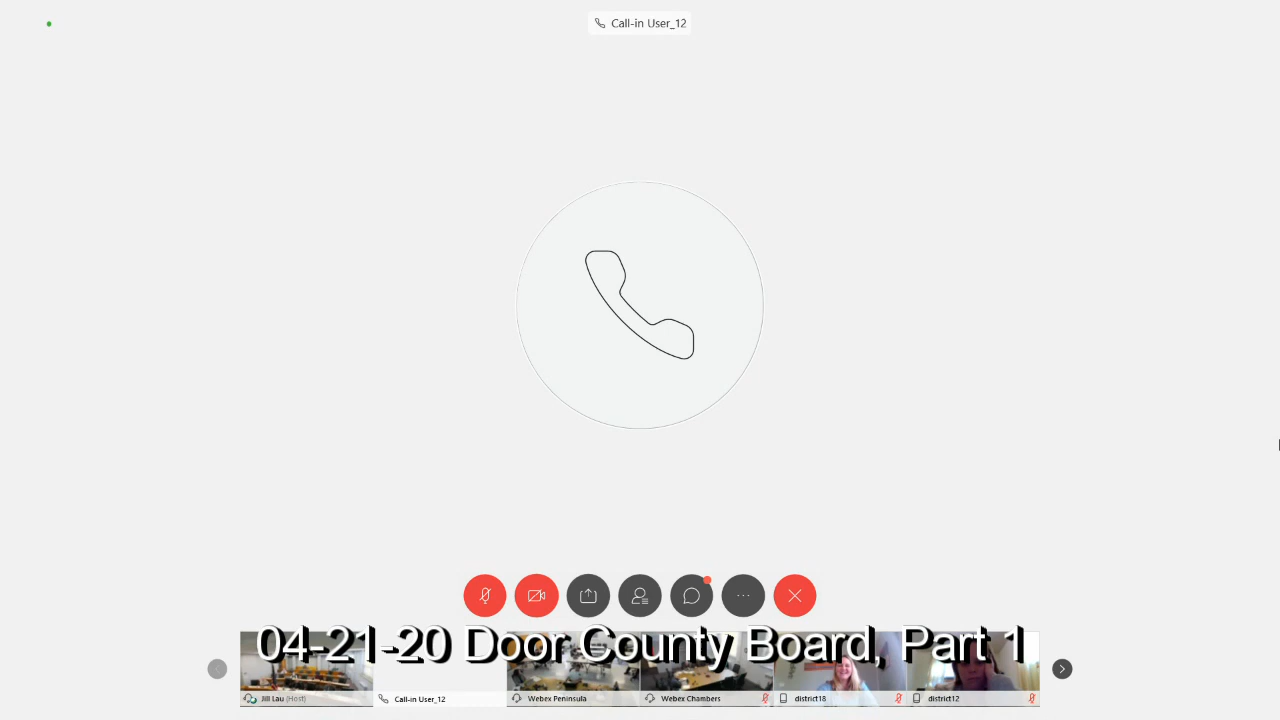 Call-in User_12
04-21-20 Door County Board, Part 1
Jill Lau (Host)
Call-in User_12
Webex Peninsula
Webex Chambers
district18
district12